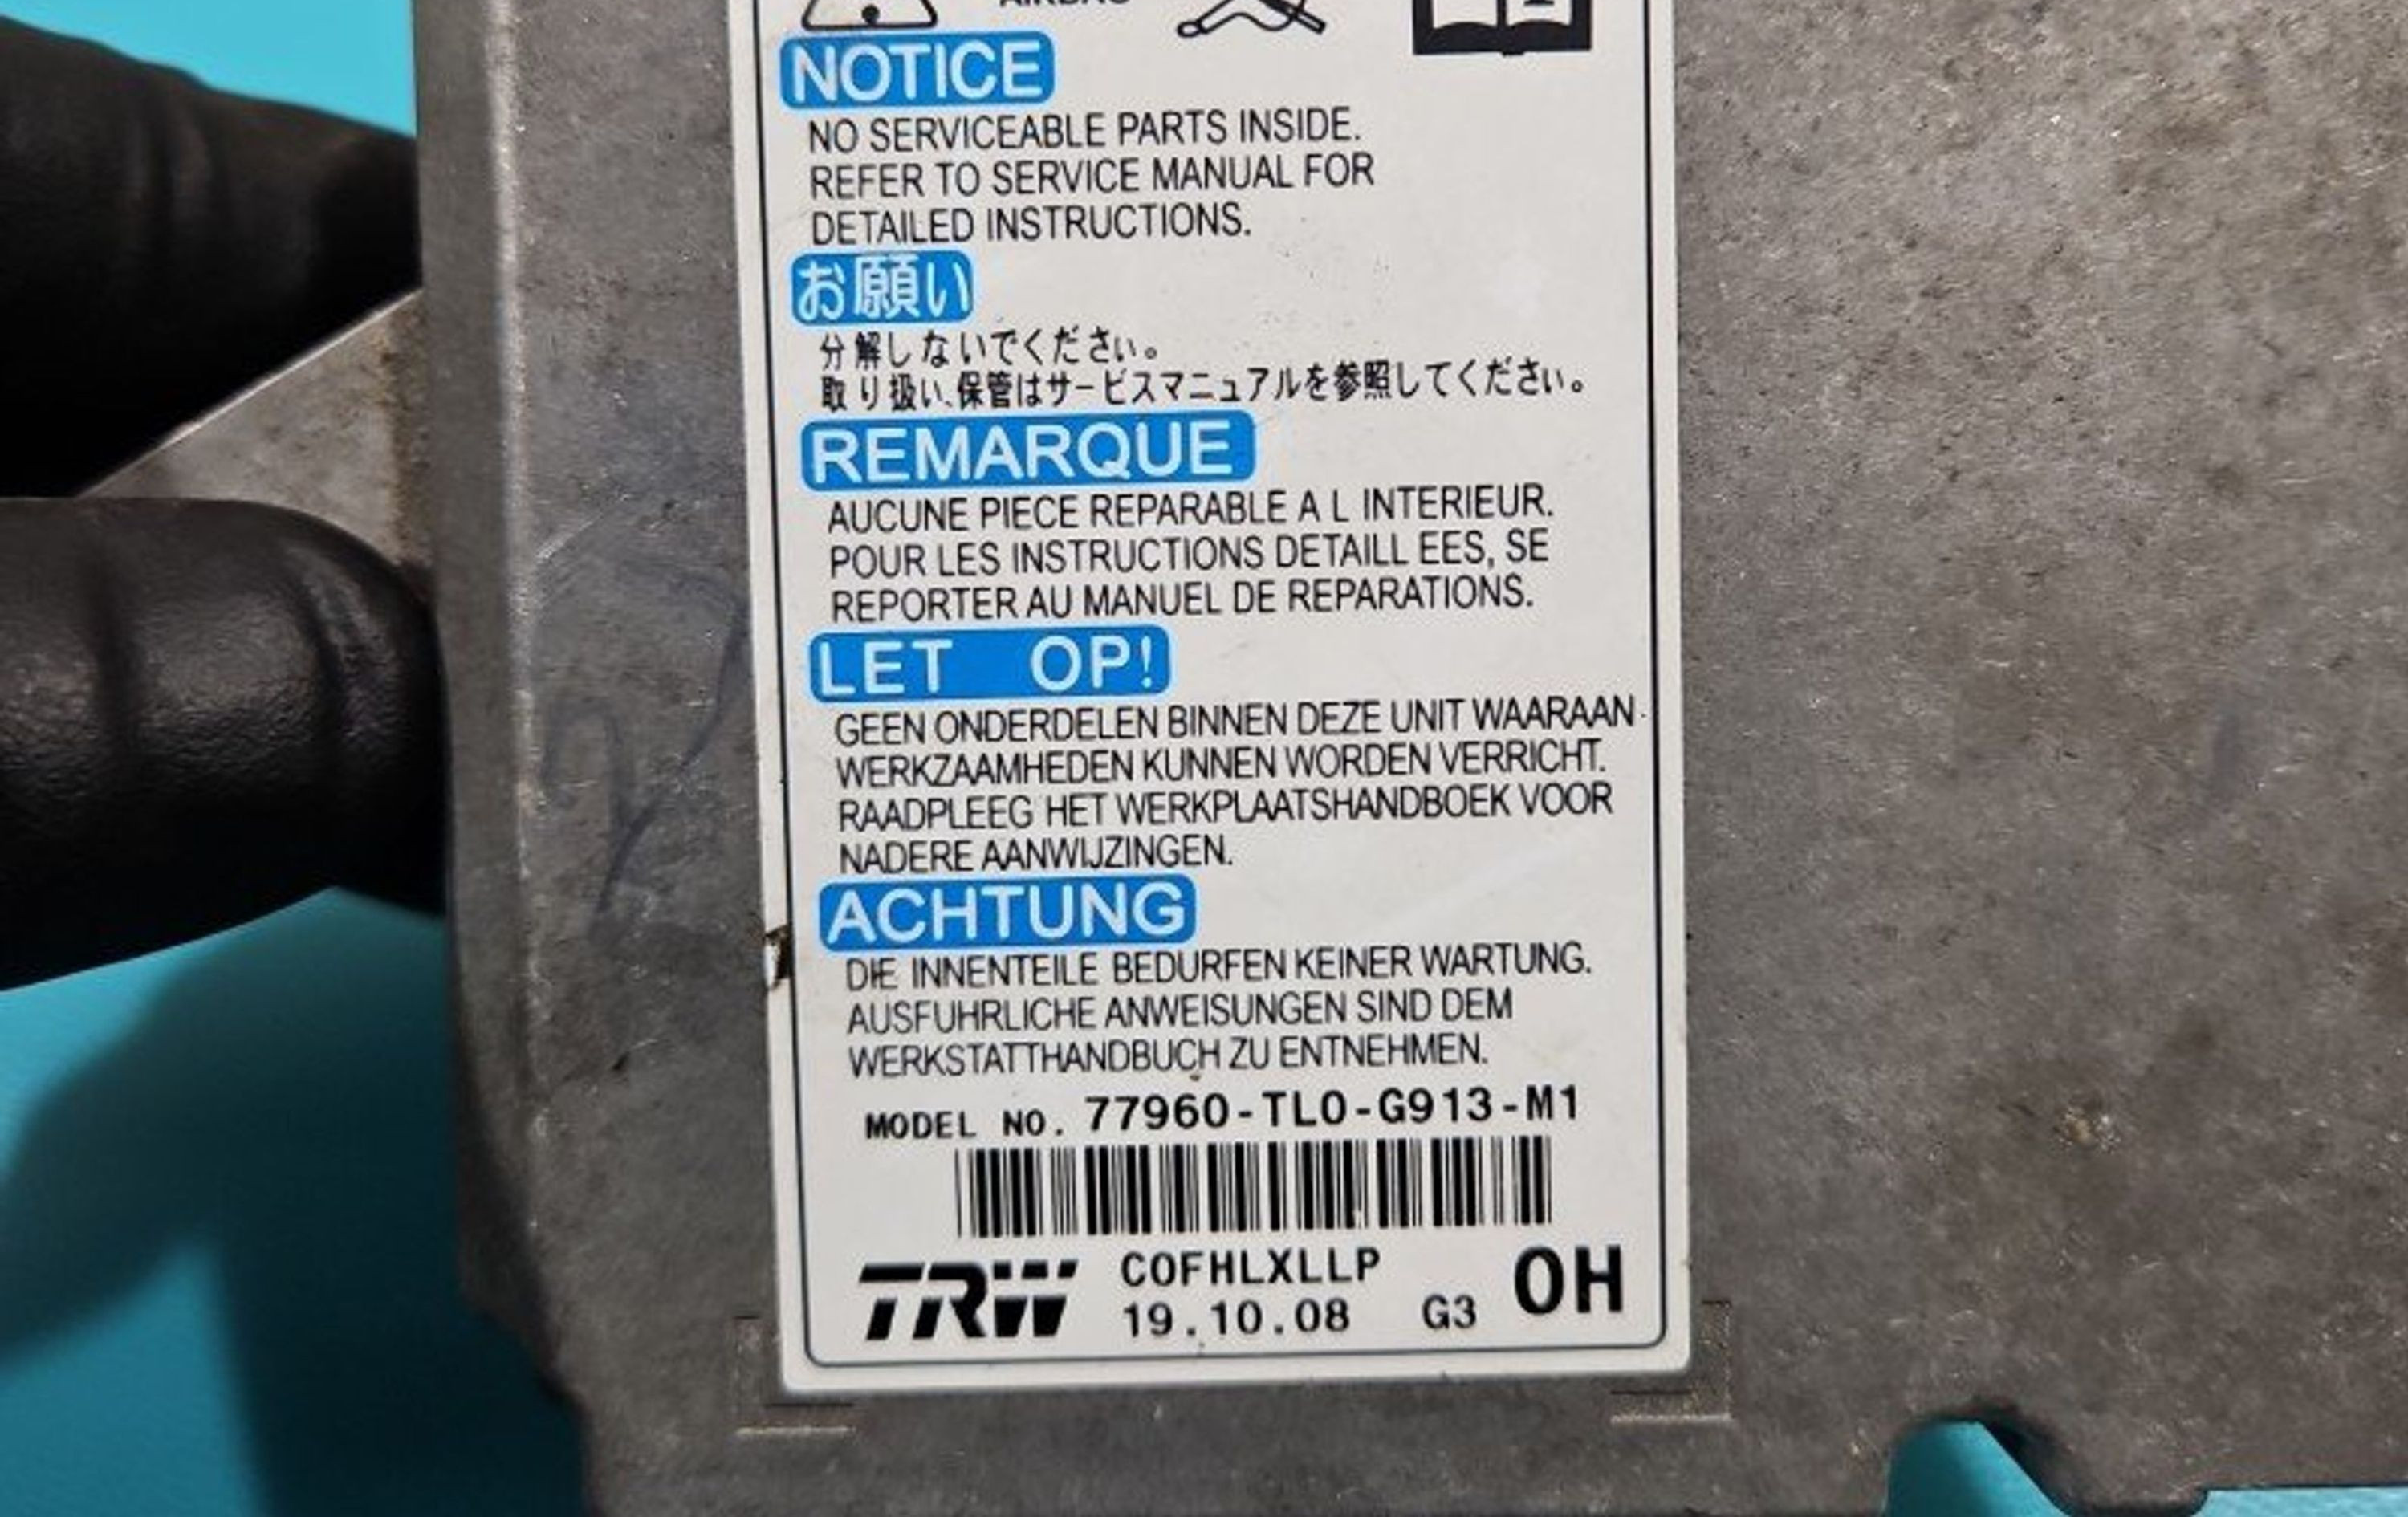 AIRBAG
NOTICE
NO SERVICEABLE PARTS INSIDE.
REFER TO SERVICE MANUAL FOR
DETAILED INSTRUCTIONS.
お願い
分解しないでください。
取り扱い、保管はサービスマニュアルを参照してください。
REMARQUE
AUCUNE PIECE REPARABLE A L INTERIEUR.
POUR LES INSTRUCTIONS DETAILL EES, SE
REPORTER AU MANUEL DE REPARATIONS.
LET OP!
GEEN ONDERDELEN BINNEN DEZE UNIT WAARAAN
WERKZAAMHEDEN KUNNEN WORDEN VERRICHT.
RAADPLEEG HET WERKPLAATSHANDBOEK VOOR
NADERE AANWIJZINGEN.
ACHTUNG
DIE INNENTEILE BEDURFEN KEINER WARTUNG.
AUSFUHRLICHE ANWEISUNGEN SIND DEM
WERKSTATTHANDBUCH ZU ENTNEHMEN.
MODEL NO. 77960-TL0-G913-M1
TRW C0FHLXLLP
19.10.08 G3 0H